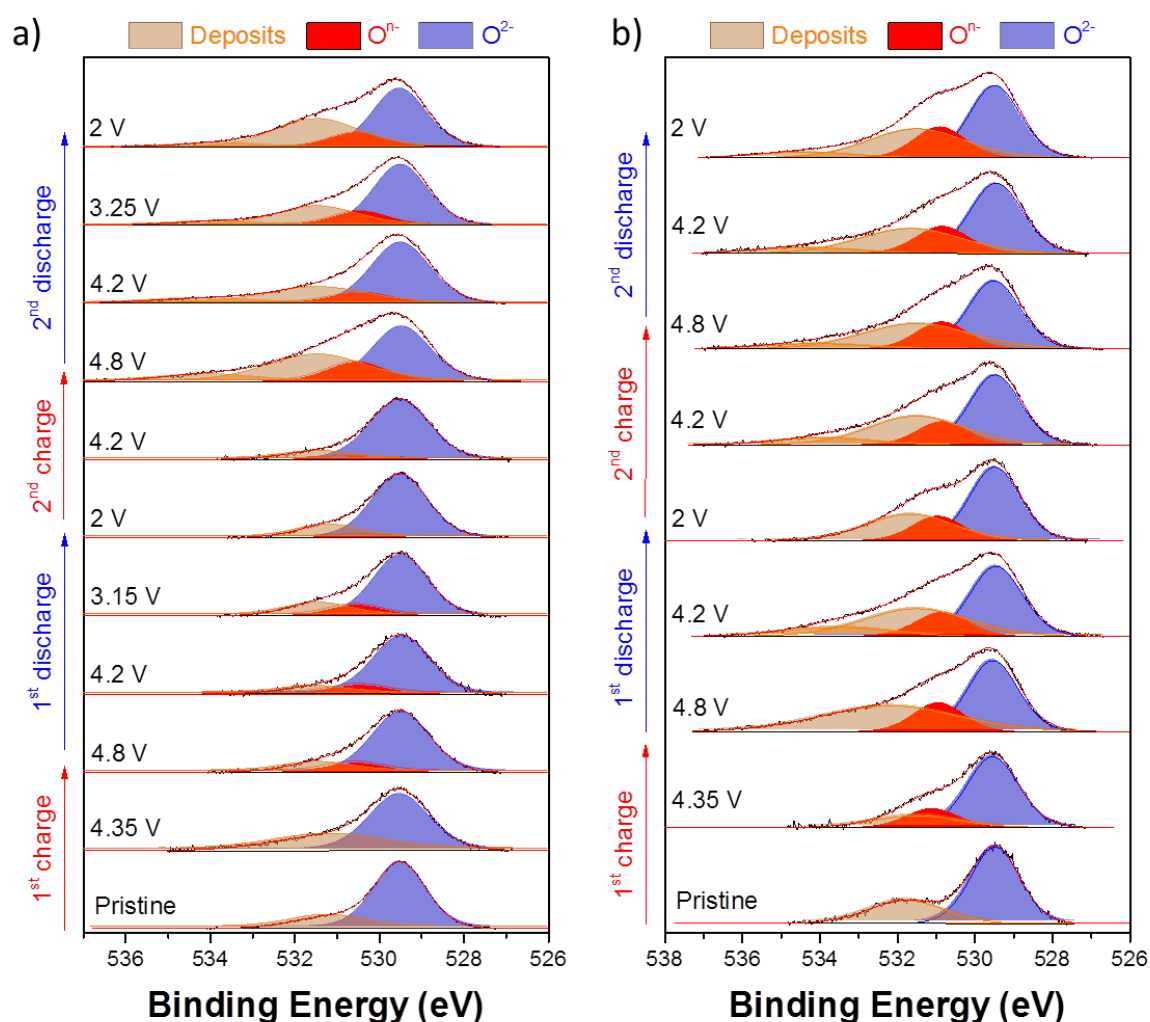 a)
Deposits Oⁿ⁻ O²⁻
2 V
3.25 V
4.2 V
4.8 V
4.2 V
2 V
3.15 V
4.2 V
4.8 V
4.35 V
Pristine
2ⁿᵈ discharge
2ⁿᵈ charge
1ˢᵗ discharge
1ˢᵗ charge
536 534 532 530 528 526
Binding Energy (eV)
b)
Deposits Oⁿ⁻ O²⁻
2 V
4.2 V
4.8 V
4.2 V
2 V
4.2 V
4.8 V
4.35 V
Pristine
2ⁿᵈ discharge
2ⁿᵈ charge
1ˢᵗ discharge
1ˢᵗ charge
538 536 534 532 530 528 526
Binding Energy (eV)